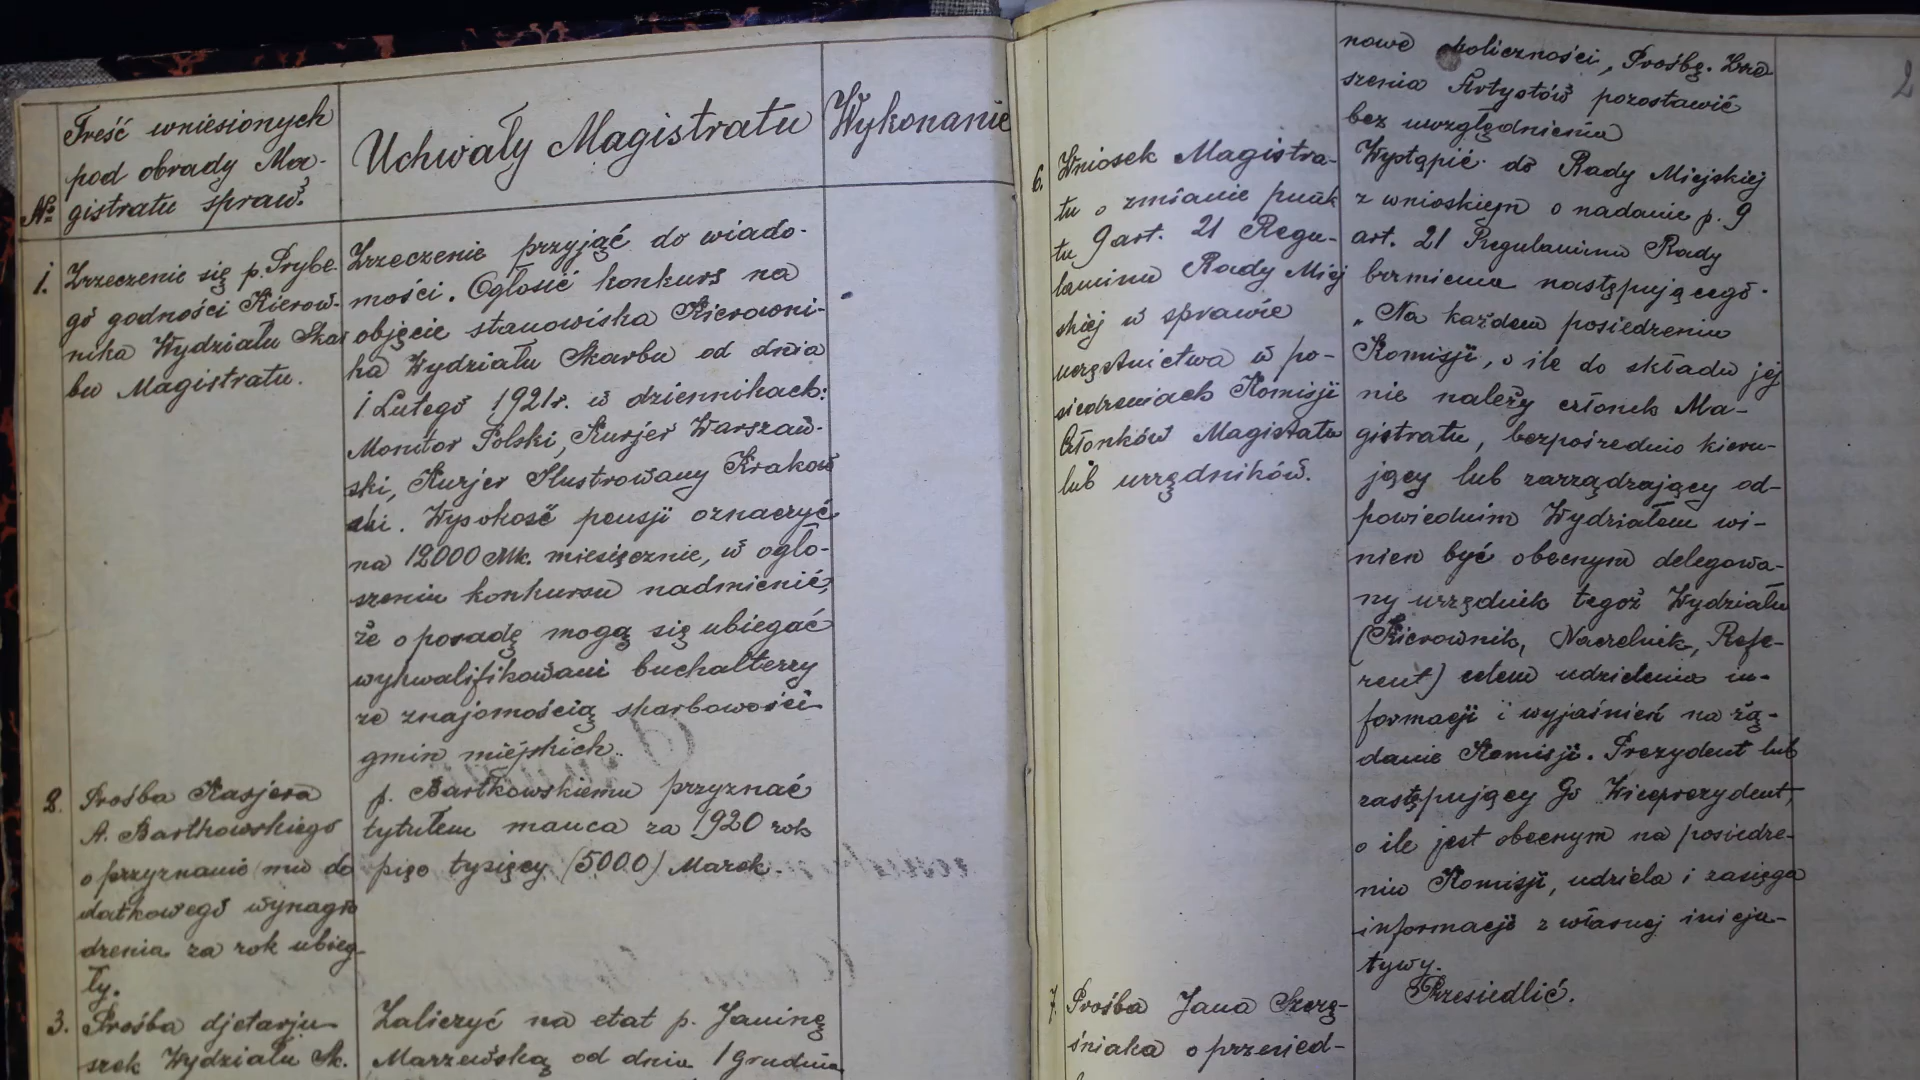 Treść wniesionych
pod obrady Ma-
gistratu spraw.
№
Uchwały Magistratu
Wykonanie
1.
Zrzeczenie się p. Frybe-
go godności Kierow-
nika Wydziału Skar
bu Magistratu.
Zrzeczenie przyjąć do wiado-
mości. Ogłosić konkurs na
objęcie stanowiska Kierowni-
ka Wydziału Skarbu od dnia
1 Lutego 1921 r. w dziennikach:
Monitor Polski, Kurjer Warszaw-
ski, Kurjer Ilustrowany Krakow
ski. Wysokość pensji oznaczyć
na 12000 Mk. miesięcznie, w ogło-
szeniu konkursu nadmienić,
że o posadę mogą się ubiegać
wykwalifikowani buchalterzy
ze znajomością skarbowości
gmin miejskich.
2.
Prośba Kasjera
A. Bartkowskiego
o przyznanie mu do
datkowego wynagro
dzenia za rok ubieg-
ły.
p. Bartkowskiemu przyznać
tytułem manca za 1920 rok
pięć tysięcy (5000) Marek.
3.
Prośba djetarju-
szek Wydziału Sk.
Zaliczyć na etat p. Janinę
Marzewską od dnia 1 grudnia
2
nowe okoliczności, Prośbę Zrze
szenia Artystów pozostawić
bez uwzględnienia
6.
Wniosek Magistra-
tu o zmianie punk
tu 9 art. 21 Regu-
laminu Rady Miej
skiej w sprawie
uczęstnictwa w po-
siedzeniach Komisji
Członków Magistratu
lub urzędników.
Wystąpić do Rady Miejskiej
z wnioskiem o nadanie p. 9
art. 21 Regulaminu Rady
brzmienia następującego.
„Na każdem posiedzeniu
Komisji, o ile do składu jej
nie należy członek Ma-
gistratu, bezpośrednio kieru-
jący lub zarządzający od-
powiednim Wydziałem wi-
nien być obecnym delegowa-
ny urzędnik tegoż Wydziału
(Kierownik, Naczelnik, Refe-
rent) celem udzielenia in-
formacji i wyjaśnień na żą-
danie Komisji. Prezydent lub
zastępujący Go Wiceprezydent,
o ile jest obecnym na posiedze-
niu Komisji, udziela i zasięga
informacji z własnej inicja-
tywy.
7.
Prośba Jana Szczę-
śniaka o przesied-
Przesiedlić.